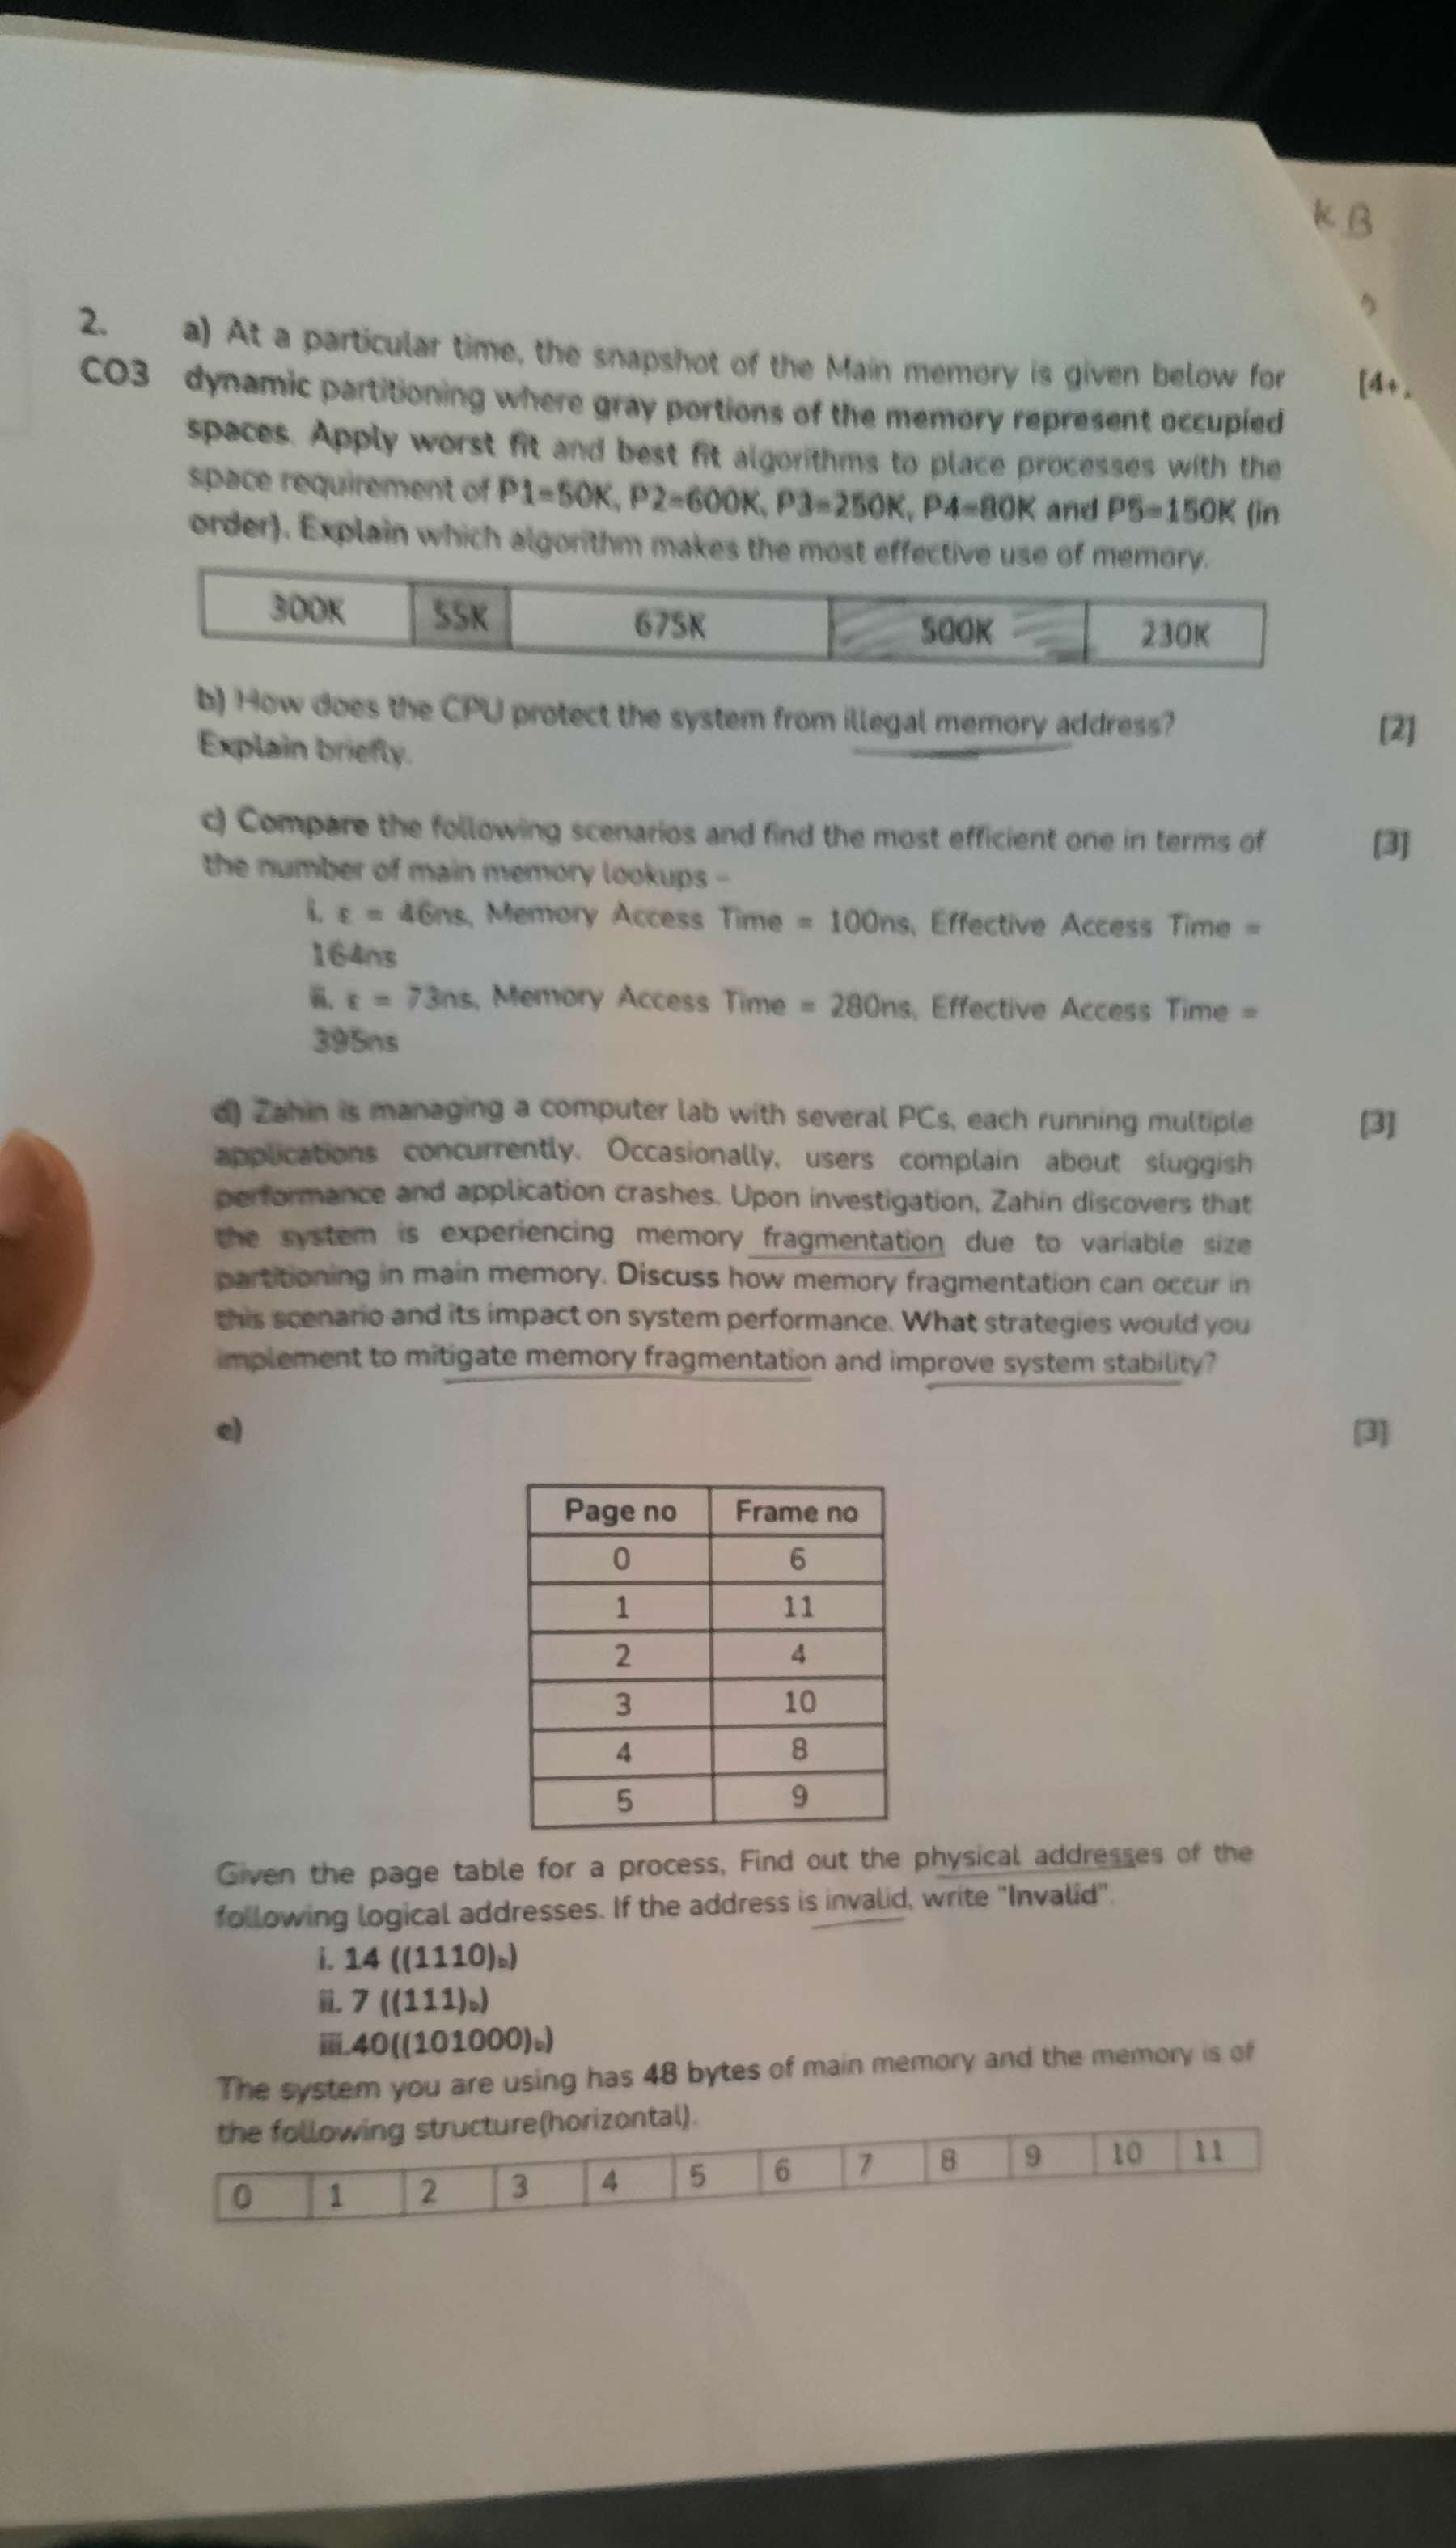 K B
2.
CO3
a) At a particular time, the snapshot of the Main memory is given below for [4+
dynamic partitioning where gray portions of the memory represent occupied
spaces. Apply worst fit and best fit algorithms to place processes with the
space requirement of P1=50K, P2=600K, P3=250K, P4=80K and P5=150K (in
order). Explain which algorithm makes the most effective use of memory.
300K 55K 675K 500K 230K
b) How does the CPU protect the system from illegal memory address? [2]
Explain briefly.
c) Compare the following scenarios and find the most efficient one in terms of [3]
the number of main memory lookups –
i. ε = 46ns, Memory Access Time = 100ns, Effective Access Time =
164ns
ii. ε = 73ns, Memory Access Time = 280ns, Effective Access Time =
395ns
d) Zahin is managing a computer lab with several PCs, each running multiple [3]
applications concurrently. Occasionally, users complain about sluggish
performance and application crashes. Upon investigation, Zahin discovers that
the system is experiencing memory fragmentation due to variable size
partitioning in main memory. Discuss how memory fragmentation can occur in
this scenario and its impact on system performance. What strategies would you
implement to mitigate memory fragmentation and improve system stability?
e) [3]
Page no Frame no
0 6
1 11
2 4
3 10
4 8
5 9
Given the page table for a process, Find out the physical addresses of the
following logical addresses. If the address is invalid, write "Invalid".
i. 14 ((1110)b)
ii. 7 ((111)b)
iii.40((101000)b)
The system you are using has 48 bytes of main memory and the memory is of
the following structure(horizontal).
0 1 2 3 4 5 6 7 8 9 10 11